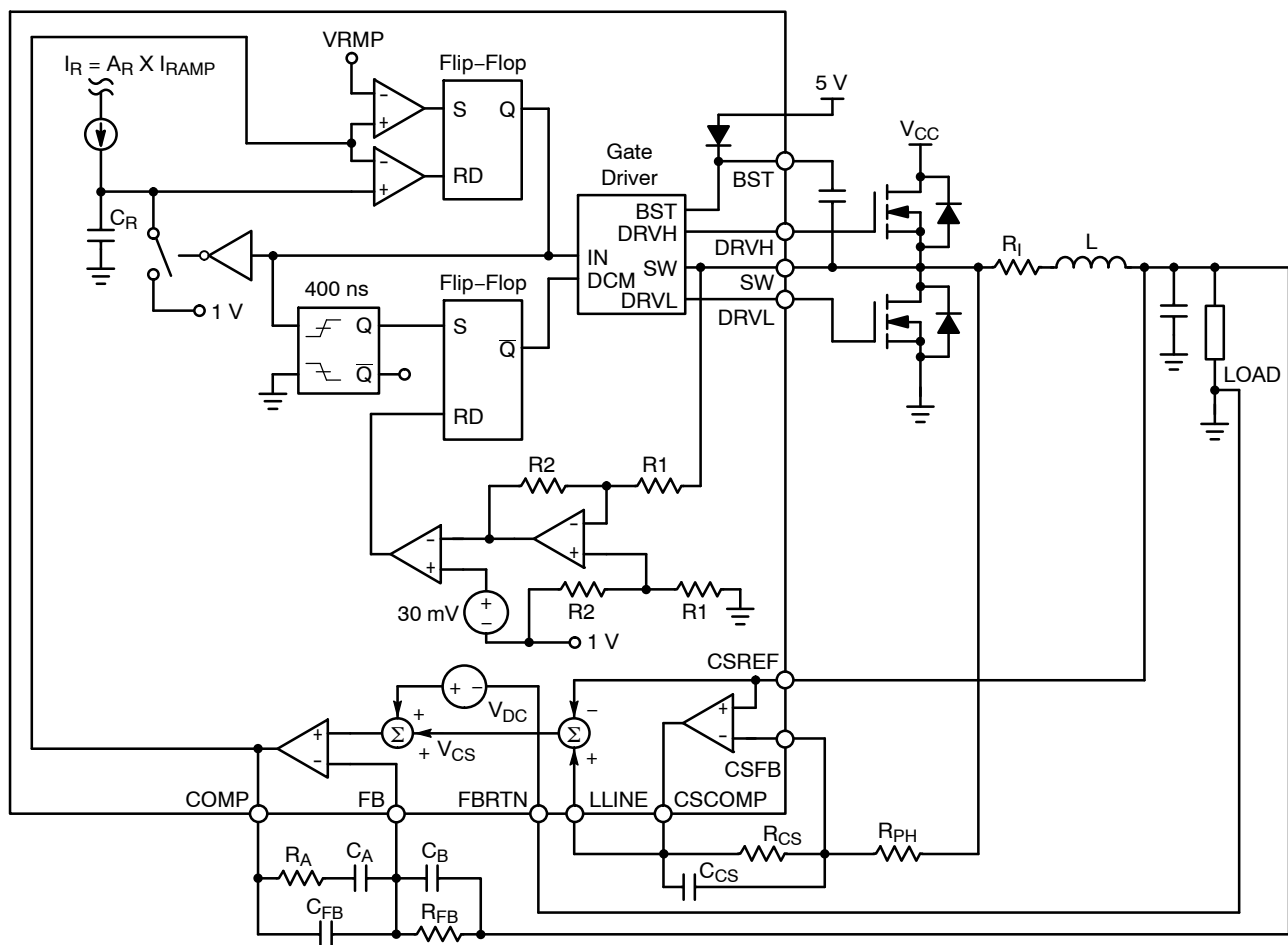 VRMP
I_R = A_R X I_RAMP
Flip−Flop
5 V
S
Q
V_CC
Gate
Driver
RD
BST
C_R
BST
DRVH
DRVH
R_I
L
IN
SW
SW
DCM
DRVL
DRVL
400 ns
Flip−Flop
1 V
Q
S
Q
Q
LOAD
RD
R2
R1
R2
R1
30 mV
1 V
CSREF
V_DC
Σ
Σ
V_CS
CSFB
COMP
FB
FBRTN
LLINE
CSCOMP
R_CS
R_PH
R_A
C_A
C_B
C_CS
C_FB
R_FB